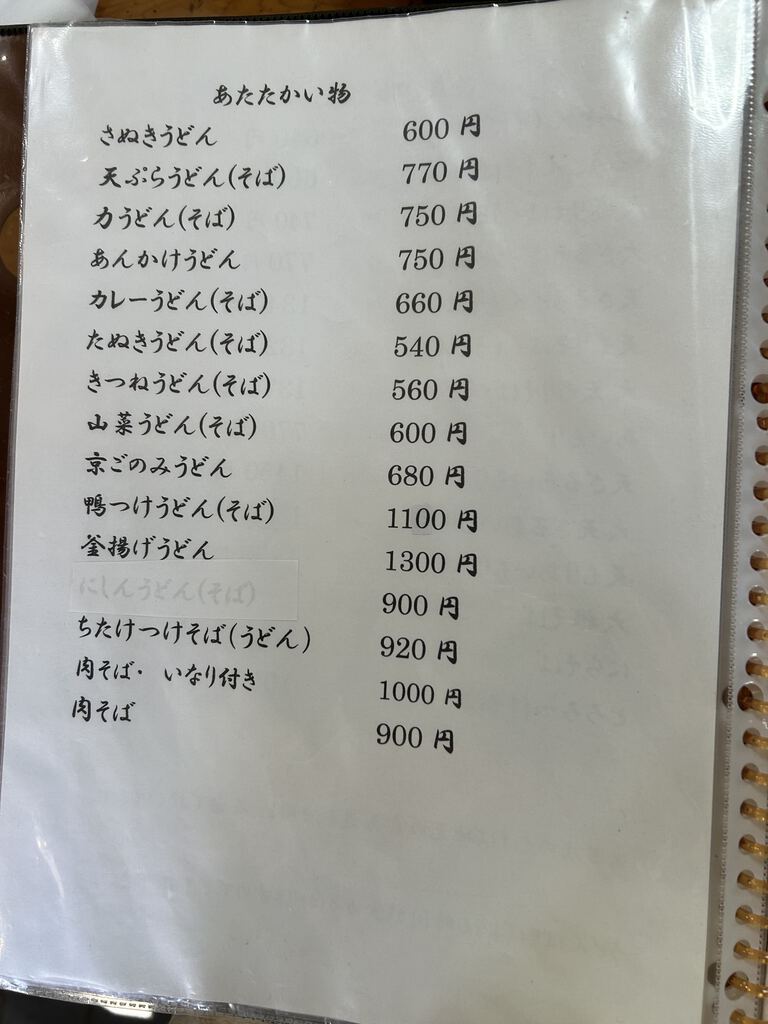 あたたかい物
さぬきうどん 600 円
天ぷらうどん(そば) 770 円
力うどん(そば) 750 円
あんかけうどん 750 円
カレーうどん(そば) 660 円
たぬきうどん(そば) 540 円
きつねうどん(そば) 560 円
山菜うどん(そば) 600 円
京ごのみうどん 680 円
鴨つけうどん(そば) 1100 円
釜揚げうどん 1300 円
にしんうどん(そば) 900 円
ちたけつけそば(うどん) 920 円
肉そば・ いなり付き 1000 円
肉そば 900 円